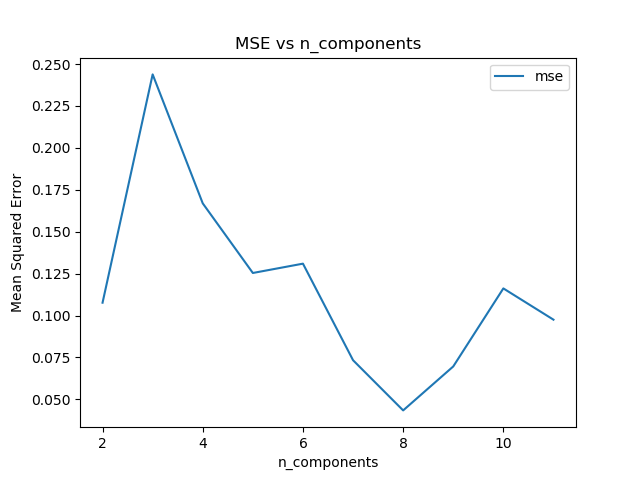 MSE vs n_components
mse
Mean Squared Error
0.250
0.225
0.200
0.175
0.150
0.125
0.100
0.075
0.050
2 4 6 8 10
n_components